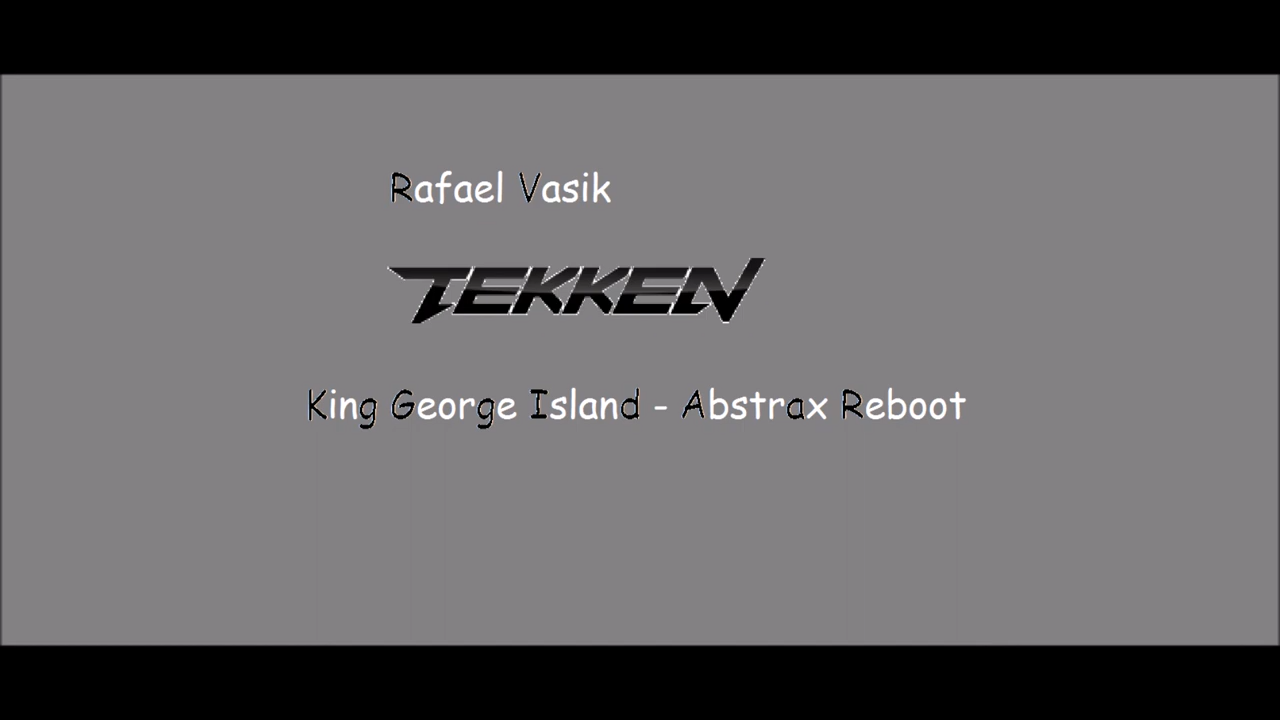 Rafael Vasik
TEKKEN
King George Island - Abstrax Reboot